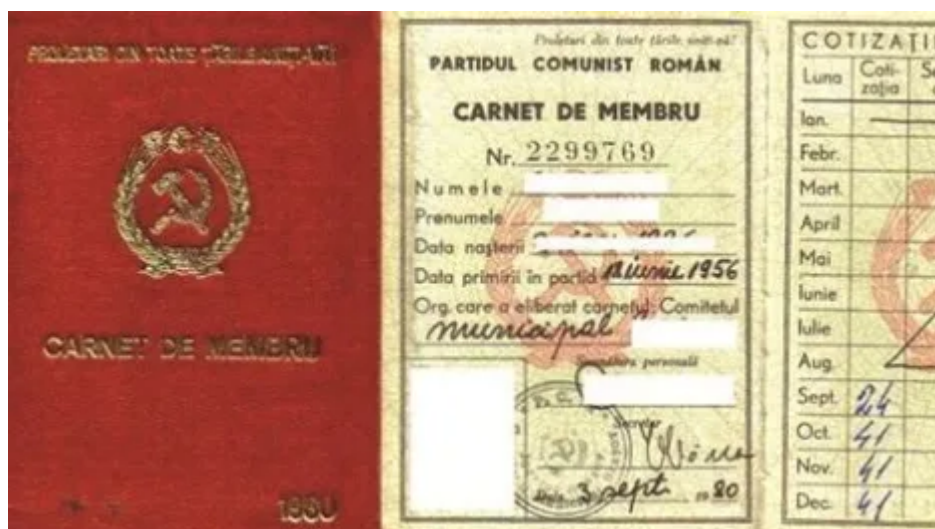 PROLETARI DIN TOATE ȚĂRILE, UNIȚI-VĂ!
P.C.R.
CARNET DE MEMBRU
1980
Proletari din toate țările, uniți-vă!
PARTIDUL COMUNIST ROMÂN
CARNET DE MEMBRU
Nr. 2299769
Numele
Prenumele
Data nașterii
Data primirii în partid iunie 1956
Org. care a eliberat carnetul: Comitetul
municipal
Semnătura personală
Secretar
3 sept. 1980
COTIZAȚII
Luna Coti-
zația
Ian.
Febr.
Mart.
April
Mai
Iunie
Iulie
Aug.
Sept. 24
Oct. 41
Nov. 41
Dec. 41